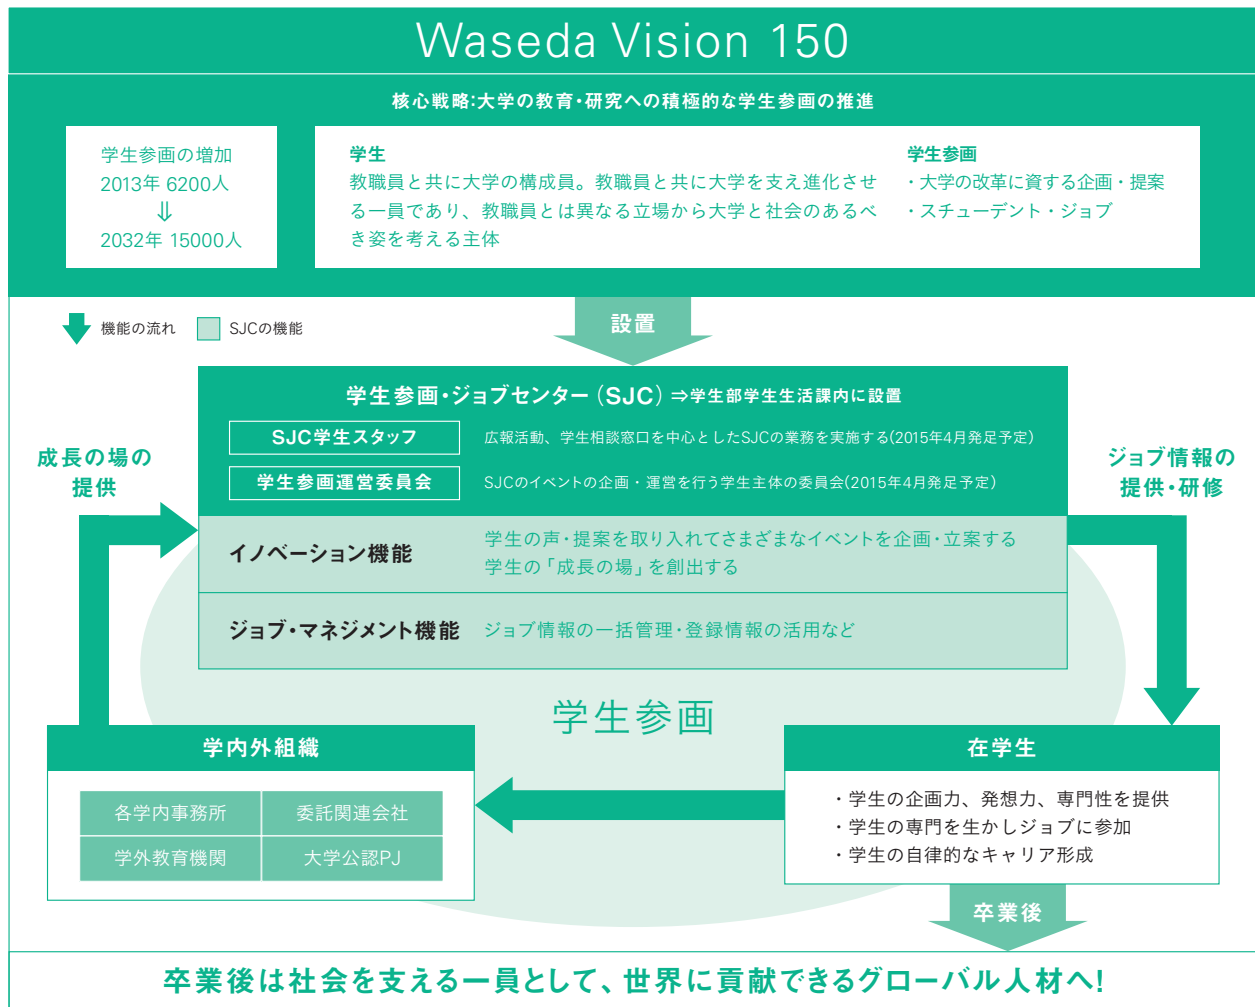 Waseda Vision 150
核心戦略:大学の教育・研究への積極的な学生参画の推進
学生参画の増加
2013年 6200人
⇓
2032年 15000人
学生
教職員と共に大学の構成員。教職員と共に大学を支え進化させ
る一員であり、教職員とは異なる立場から大学と社会のあるべ
き姿を考える主体
学生参画
・大学の改革に資する企画・提案
・スチューデント・ジョブ
機能の流れ
SJCの機能
設置
学生参画・ジョブセンター(SJC)⇒学生部学生生活課内に設置
SJC学生スタッフ
広報活動、学生相談窓口を中心としたSJCの業務を実施する(2015年4月発足予定)
学生参画運営委員会
SJCのイベントの企画・運営を行う学生主体の委員会(2015年4月発足予定)
イノベーション機能
学生の声・提案を取り入れてさまざまなイベントを企画・立案する
学生の「成長の場」を創出する
ジョブ・マネジメント機能
ジョブ情報の一括管理・登録情報の活用など
成長の場の
提供
ジョブ情報の
提供・研修
学生参画
学内外組織
各学内事務所
委託関連会社
学外教育機関
大学公認PJ
在学生
・学生の企画力、発想力、専門性を提供
・学生の専門を生かしジョブに参加
・学生の自律的なキャリア形成
卒業後
卒業後は社会を支える一員として、世界に貢献できるグローバル人材へ!